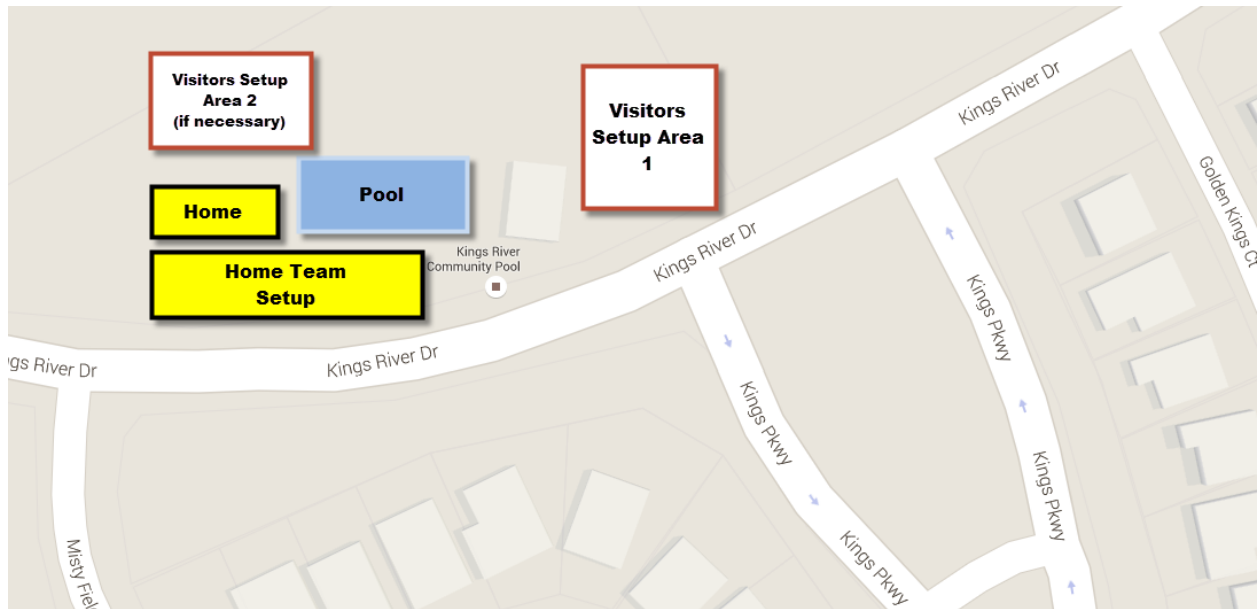 Visitors Setup
Area 2
(if necessary)
Visitors
Setup Area
1
Kings River Dr
Golden Kings Ct
Pool
Home
Home Team
Setup
Kings River
Community Pool
Kings River Dr
Kings River Dr
gs River Dr
Kings Pkwy
Kings Pkwy
Kings Pkwy
Kings Pkwy
Misty Fiel